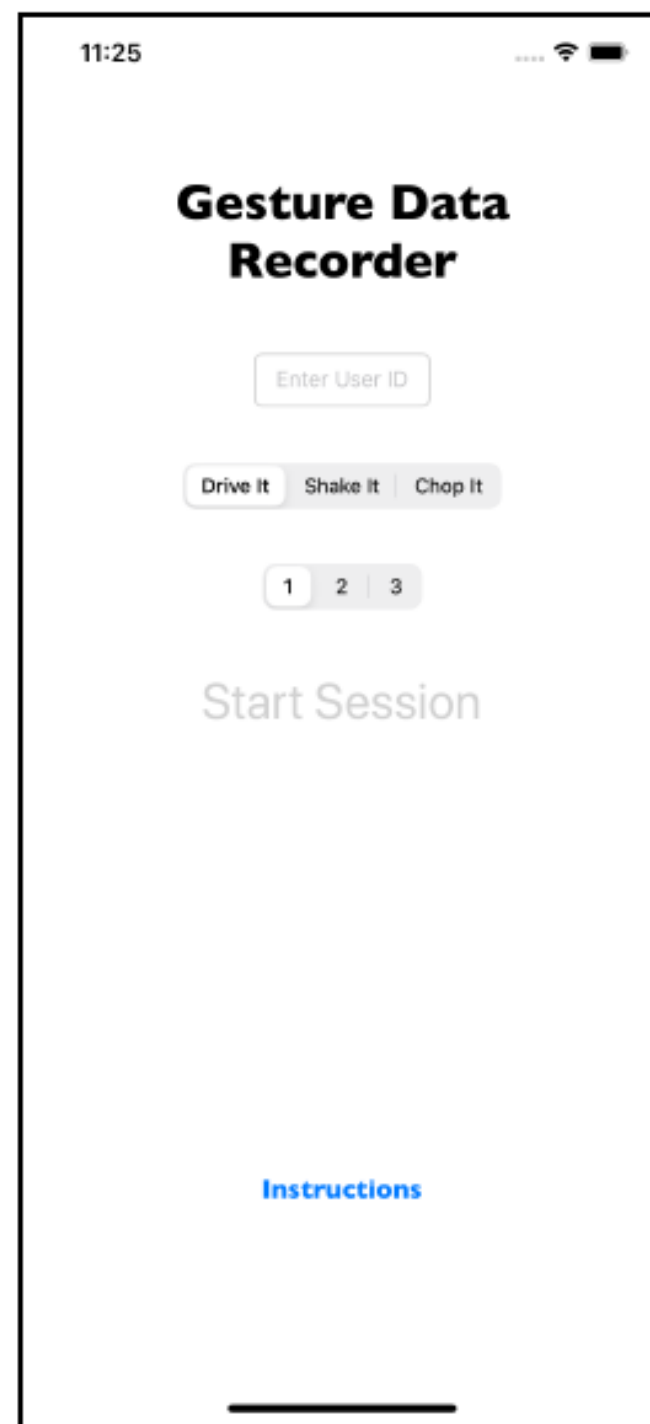 11:25
Gesture Data
Recorder
Enter User ID
Drive It Shake It Chop It
1 2 3
Start Session
Instructions